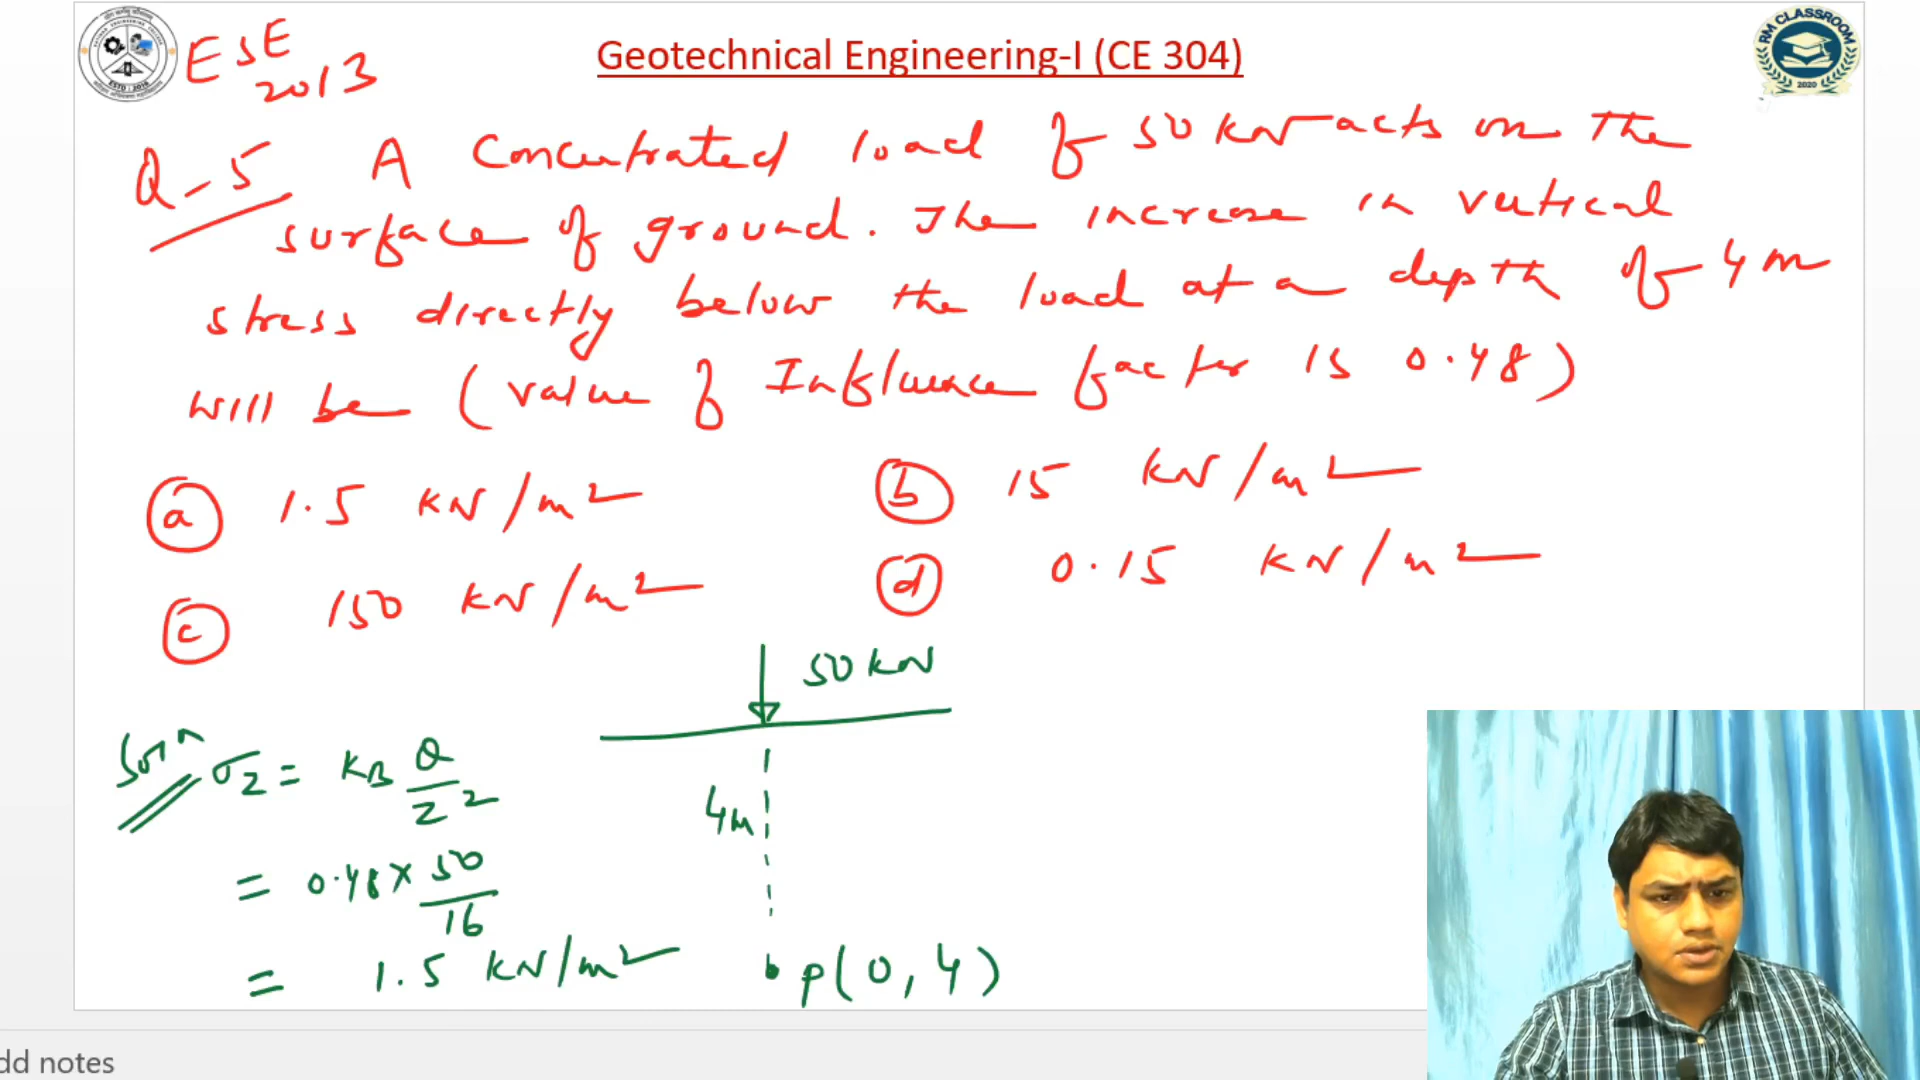 ESE 2013
Geotechnical Engineering-I (CE 304)
RM CLASSROOM
2020
Q-5 A concentrated load of 50 kN acts on the
surface of ground. The increase in vertical
stress directly below the load at a depth of 4m
will be (value of Influence factor is 0.48)
(a) 1.5 kN/m² (b) 15 kN/m²
(c) 150 kN/m² (d) 0.15 kN/m²
50 kN
Solⁿ σz = KB Q/z²
4m
= 0.48 × 50/16
= 1.5 kN/m²
P(0, 4)
dd notes